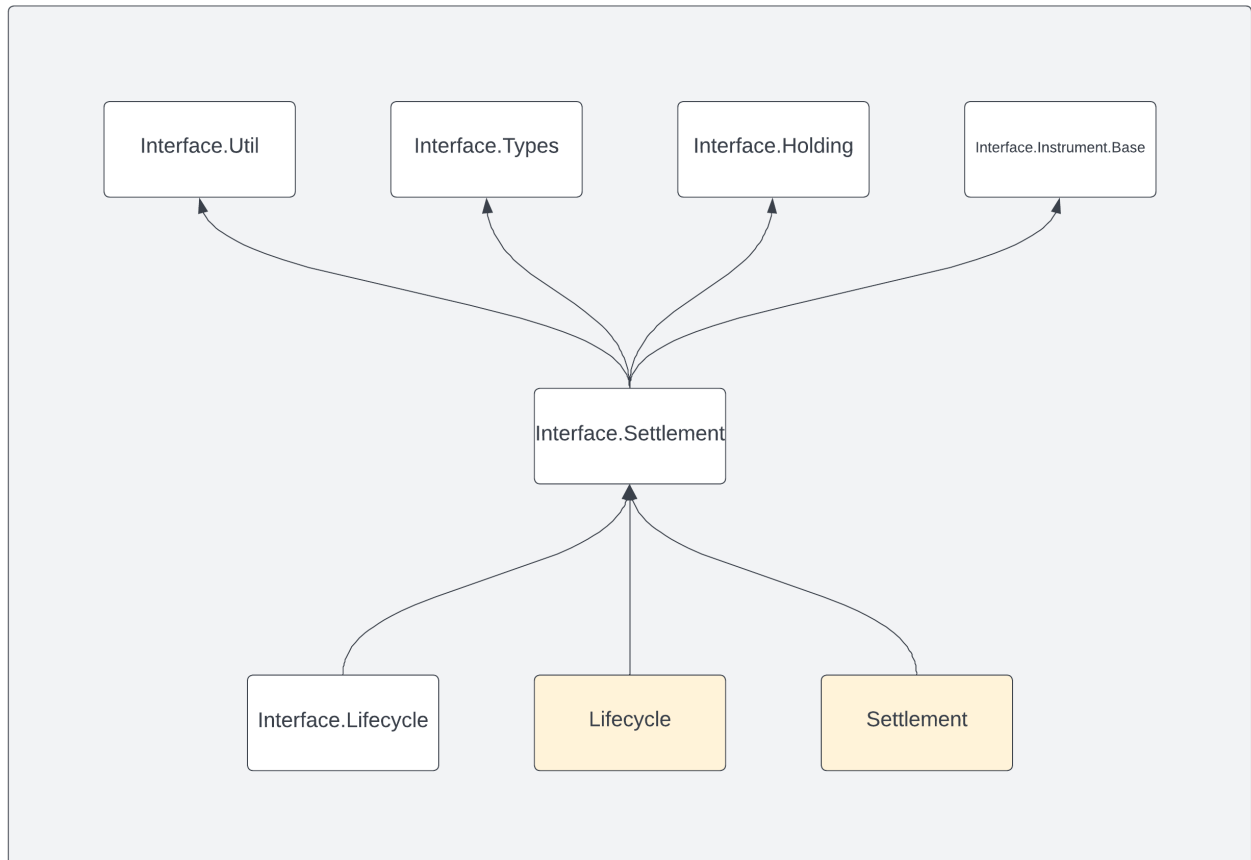 Interface.Util
Interface.Types
Interface.Holding
Interface.Instrument.Base
Interface.Settlement
Interface.Lifecycle
Lifecycle
Settlement